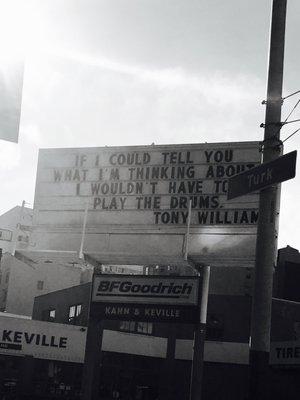 IF I COULD TELL YOU
WHAT I'M THINKING ABOUT
I WOULDN'T HAVE TO
PLAY THE DRUMS.
TONY WILLIAM
Turk
BFGoodrich
KAHN & KEVILLE
KEVILLE
TIRE